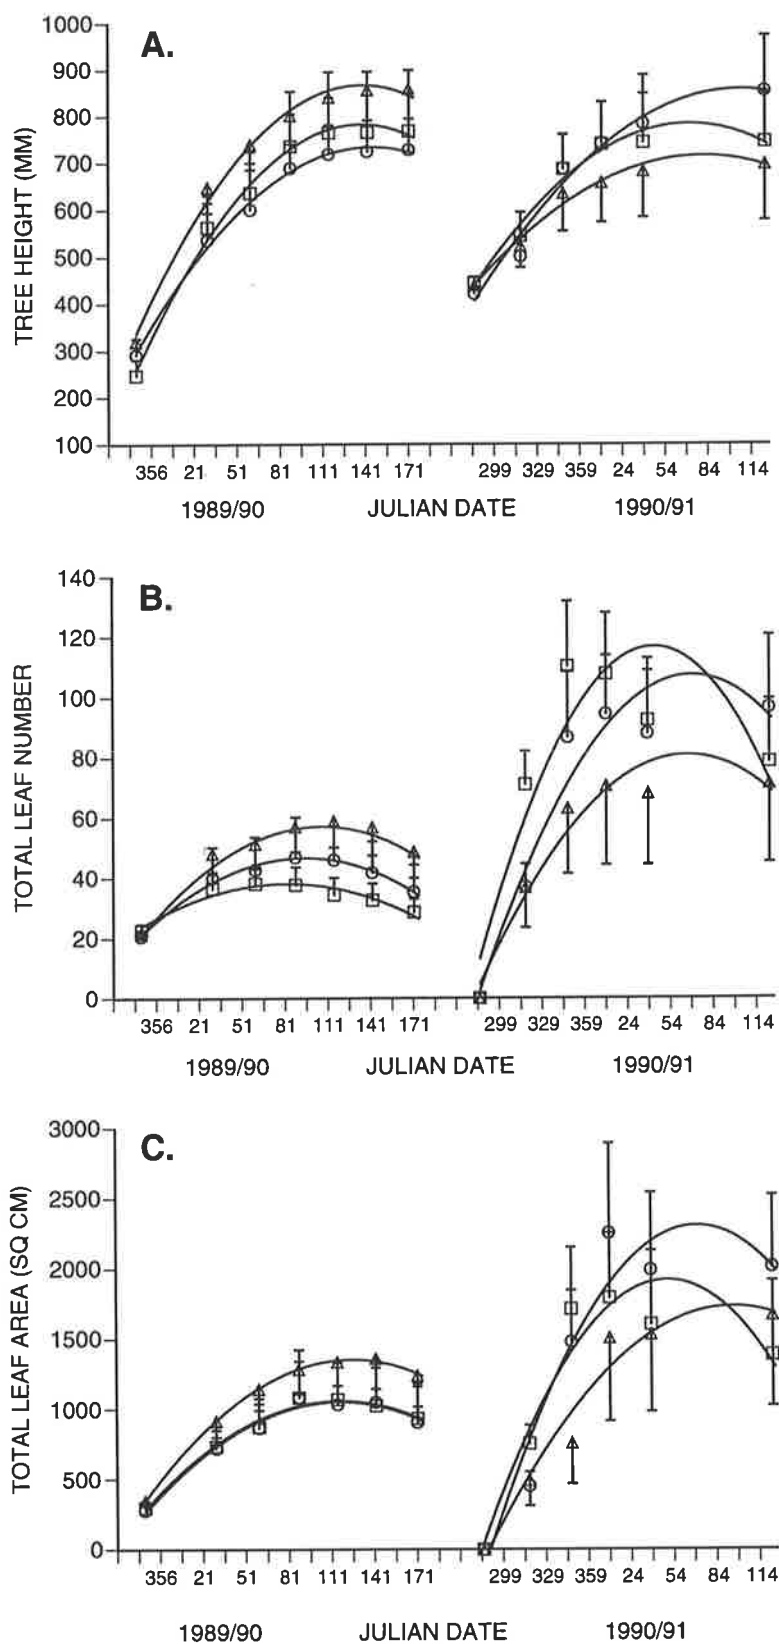 A.
TREE HEIGHT (MM)
1000
900
800
700
600
500
400
300
200
100
356 21 51 81 111 141 171 299 329 359 24 54 84 114
1989/90 JULIAN DATE 1990/91
B.
TOTAL LEAF NUMBER
140
120
100
80
60
40
20
0
356 21 51 81 111 141 171 299 329 359 24 54 84 114
1989/90 JULIAN DATE 1990/91
C.
TOTAL LEAF AREA (SQ CM)
3000
2500
2000
1500
1000
500
0
356 21 51 81 111 141 171 299 329 359 24 54 84 114
1989/90 JULIAN DATE 1990/91